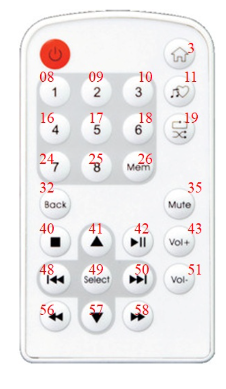 3
08 09 10 11
1 2 3
16 17 18 19
4 5 6
24 25 26
7 8 Mem
32 35
Back Mute
40 41 42 43
Vol+
48 49 50 51
Select Vol-
56 57 58